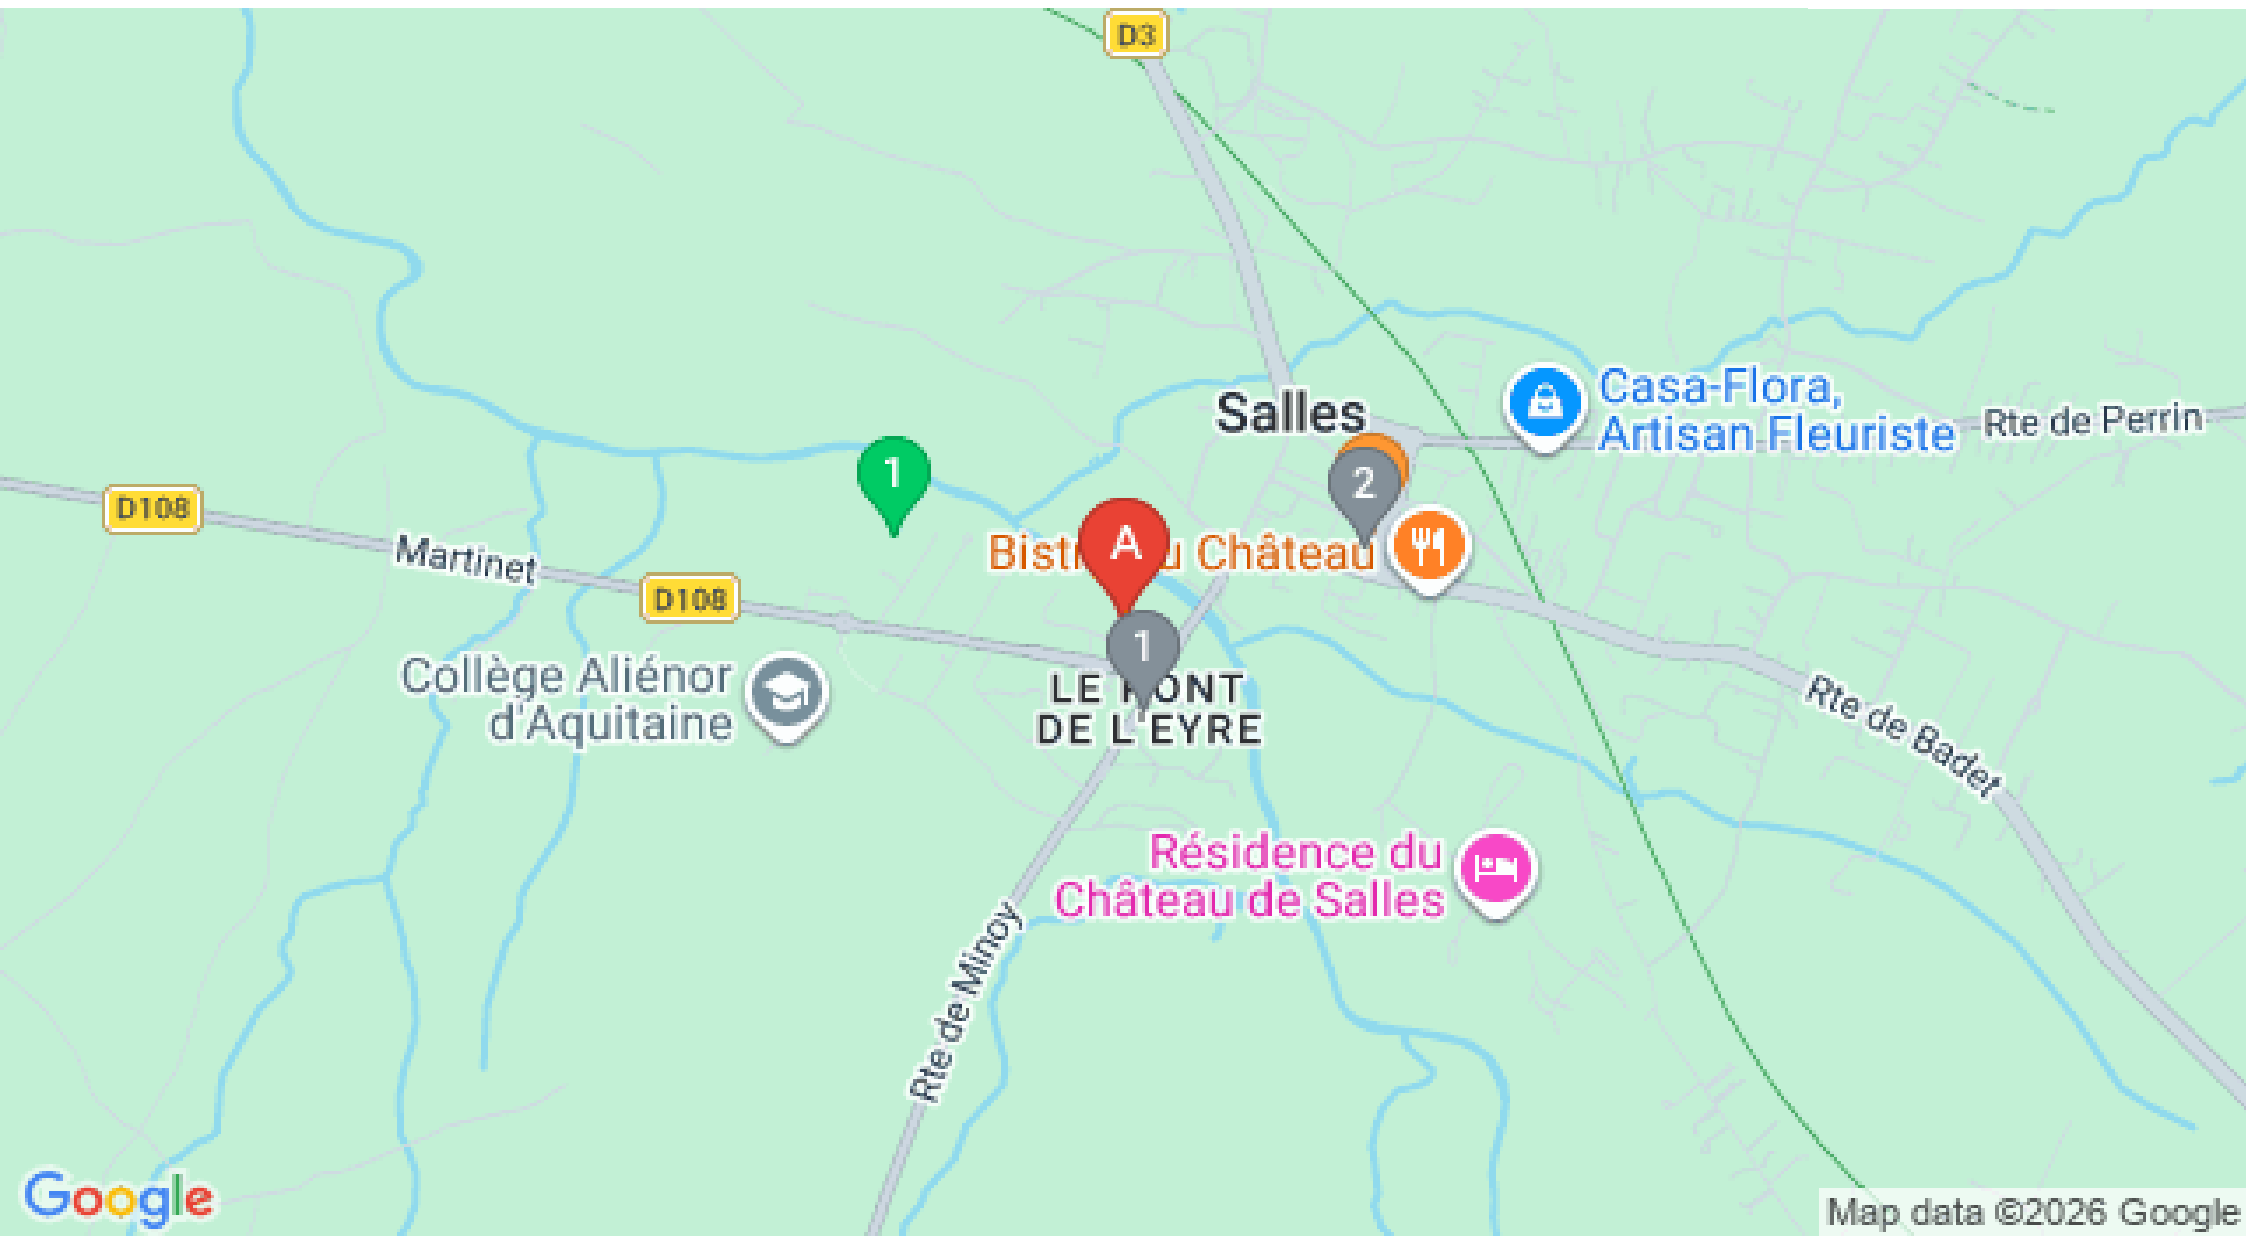 D3
Casa-Flora,
Artisan Fleuriste
Salles
Rte de Perrin
1
2
D108
A
Martinet
Château
D108
1
Collège Aliénor
d'Aquitaine
LE PONT
DE L'EYRE
Rte de Badet
Résidence du
Château de Salles
Rte de Minoy
Google
Map data ©2026 Google